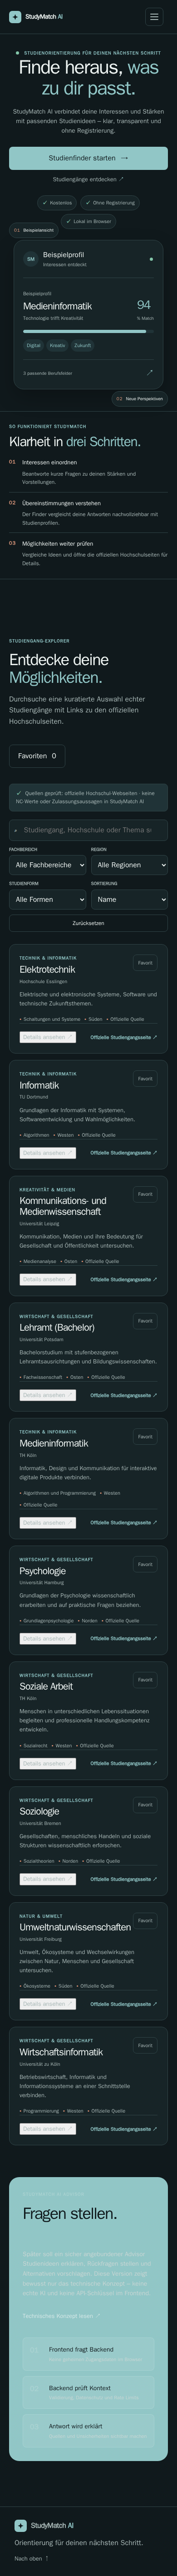 StudyMatch AI
STUDIENORIENTIERUNG FÜR DEINEN NÄCHSTEN SCHRITT
Finde heraus, was
zu dir passt.
StudyMatch AI verbindet deine Interessen und Stärken
mit passenden Studienideen – klar, transparent und
ohne Registrierung.
Studienfinder starten →
Studiengänge entdecken ↗
✓ Kostenlos ✓ Ohne Registrierung
✓ Lokal im Browser
01 Beispielansicht
SM Beispielprofil
Interessen entdeckt
Beispielprofil
Medieninformatik 94
Technologie trifft Kreativität % Match
Digital Kreativ Zukunft
3 passende Berufsfelder ↗
02 Neue Perspektiven
SO FUNKTIONIERT STUDYMATCH
Klarheit in drei Schritten.
01 Interessen einordnen
Beantworte kurze Fragen zu deinen Stärken und
Vorstellungen.
02 Übereinstimmungen verstehen
Der Finder vergleicht deine Antworten nachvollziehbar mit
Studienprofilen.
03 Möglichkeiten weiter prüfen
Vergleiche Ideen und öffne die offiziellen Hochschulseiten für
Details.
STUDIENGANG-EXPLORER
Entdecke deine
Möglichkeiten.
Durchsuche eine kuratierte Auswahl echter
Studiengänge mit Links zu den offiziellen
Hochschulseiten.
Favoriten 0
✓ Quellen geprüft: offizielle Hochschul-Webseiten · keine
NC-Werte oder Zulassungsaussagen in StudyMatch AI
Studiengang, Hochschule oder Thema
FACHBEREICH REGION
Alle Fachbereiche Alle Regionen
STUDIENFORM SORTIERUNG
Alle Formen Name
Zurücksetzen
TECHNIK & INFORMATIK
Elektrotechnik Favorit
Hochschule Esslingen
Elektrische und elektronische Systeme, Software und
technische Zukunftsthemen.
• Schaltungen und Systeme • Süden • Offizielle Quelle
Details ansehen ↗ Offizielle Studiengangsseite ↗
TECHNIK & INFORMATIK
Informatik Favorit
TU Dortmund
Grundlagen der Informatik mit Systemen,
Softwareentwicklung und Wahlmöglichkeiten.
• Algorithmen • Westen • Offizielle Quelle
Details ansehen ↗ Offizielle Studiengangsseite ↗
KREATIVITÄT & MEDIEN
Kommunikations- und Favorit
Medienwissenschaft
Universität Leipzig
Kommunikation, Medien und ihre Bedeutung für
Gesellschaft und Öffentlichkeit untersuchen.
• Medienanalyse • Osten • Offizielle Quelle
Details ansehen ↗ Offizielle Studiengangsseite ↗
WIRTSCHAFT & GESELLSCHAFT
Lehramt (Bachelor) Favorit
Universität Potsdam
Bachelorstudium mit stufenbezogenen
Lehramtsausrichtungen und Bildungswissenschaften.
• Fachwissenschaft • Osten • Offizielle Quelle
Details ansehen ↗ Offizielle Studiengangsseite ↗
TECHNIK & INFORMATIK
Medieninformatik Favorit
TH Köln
Informatik, Design und Kommunikation für interaktive
digitale Produkte verbinden.
• Algorithmen und Programmierung • Westen
• Offizielle Quelle
Details ansehen ↗ Offizielle Studiengangsseite ↗
WIRTSCHAFT & GESELLSCHAFT
Psychologie Favorit
Universität Hamburg
Grundlagen der Psychologie wissenschaftlich
erarbeiten und auf praktische Fragen beziehen.
• Grundlagenpsychologie • Norden • Offizielle Quelle
Details ansehen ↗ Offizielle Studiengangsseite ↗
WIRTSCHAFT & GESELLSCHAFT
Soziale Arbeit Favorit
TH Köln
Menschen in unterschiedlichen Lebenssituationen
begleiten und professionelle Handlungskompetenz
entwickeln.
• Sozialrecht • Westen • Offizielle Quelle
Details ansehen ↗ Offizielle Studiengangsseite ↗
WIRTSCHAFT & GESELLSCHAFT
Soziologie Favorit
Universität Bremen
Gesellschaften, menschliches Handeln und soziale
Strukturen wissenschaftlich erforschen.
• Sozialtheorien • Norden • Offizielle Quelle
Details ansehen ↗ Offizielle Studiengangsseite ↗
NATUR & UMWELT
Umweltnaturwissenschaften Favorit
Universität Freiburg
Umwelt, Ökosysteme und Wechselwirkungen
zwischen Natur, Menschen und Gesellschaft
untersuchen.
• Ökosysteme • Süden • Offizielle Quelle
Details ansehen ↗ Offizielle Studiengangsseite ↗
WIRTSCHAFT & GESELLSCHAFT
Wirtschaftsinformatik Favorit
Universität zu Köln
Betriebswirtschaft, Informatik und
Informationssysteme an einer Schnittstelle
verbinden.
• Programmierung • Westen • Offizielle Quelle
Details ansehen ↗ Offizielle Studiengangsseite ↗
Fragen stellen.
Technisches Konzept lesen ↗
01 Frontend fragt Backend
02 Backend prüft Kontext
03 Antwort wird erklärt
StudyMatch AI
Orientierung für deinen nächsten Schritt.
Nach oben ↑